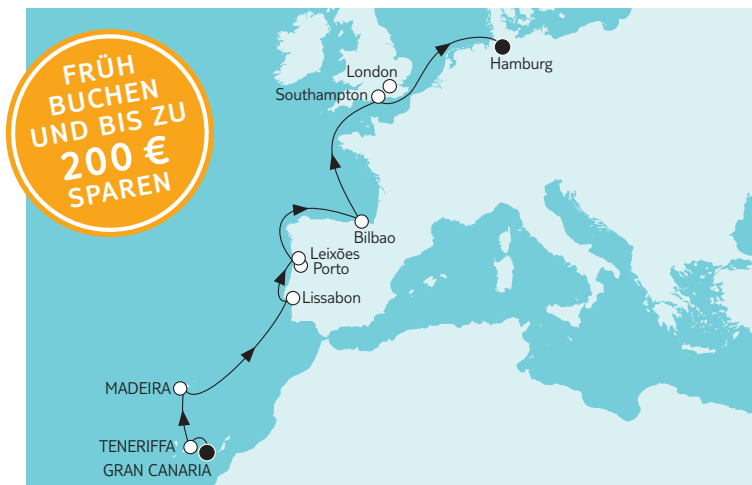 FRÜH
BUCHEN
UND BIS ZU
200 €
SPAREN
Hamburg
London
Southampton
Bilbao
Leixões
Porto
Lissabon
MADEIRA
TENERIFFA
GRAN CANARIA